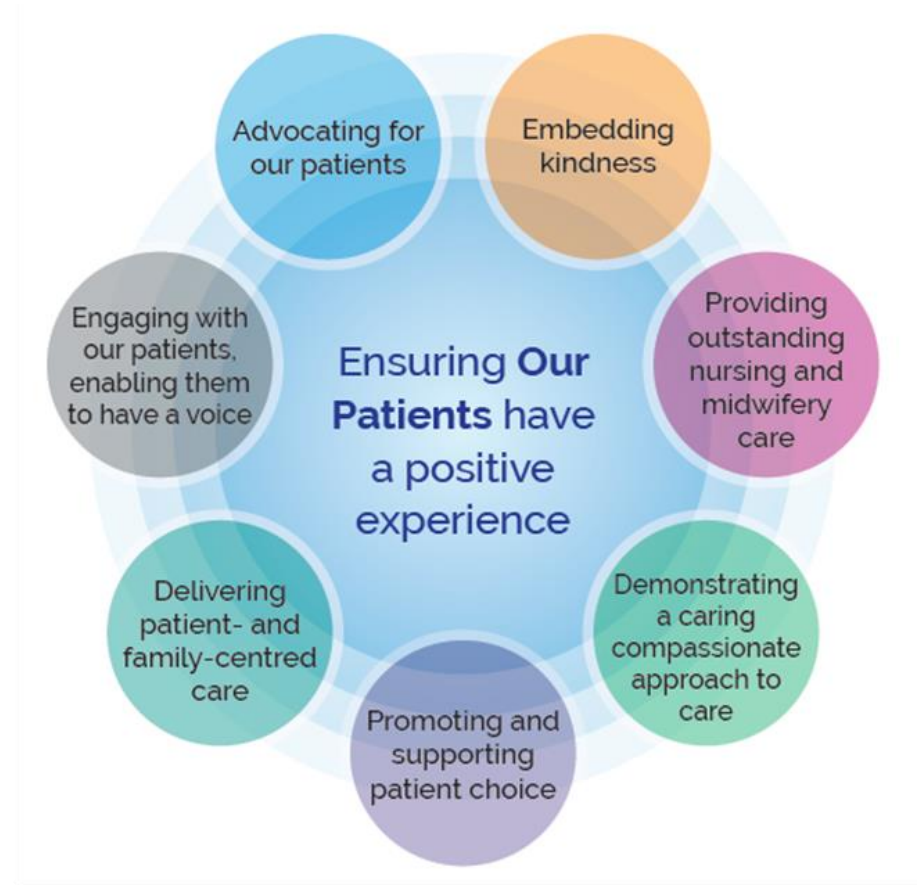 Advocating for
our patients
Embedding
kindness
Providing
outstanding
nursing and
midwifery
care
Demonstrating
a caring
compassionate
approach to
care
Promoting and
supporting
patient choice
Delivering
patient- and
family-centred
care
Engaging with
our patients,
enabling them
to have a voice
Ensuring Our
Patients have
a positive
experience